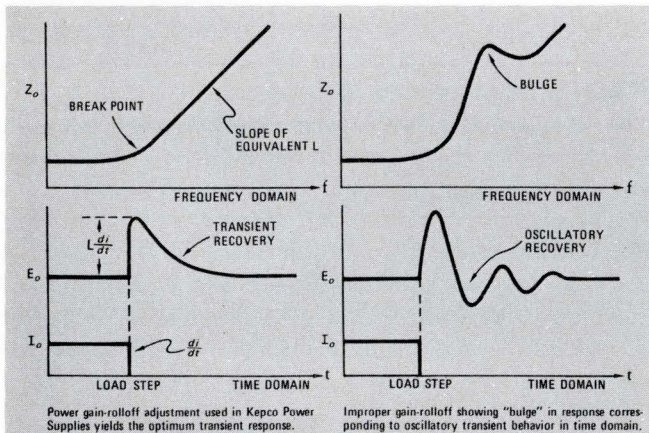 Zₒ
BREAK POINT
SLOPE OF
EQUIVALENT L
f
FREQUENCY DOMAIN
Zₒ
BULGE
f
FREQUENCY DOMAIN
L di/dt
TRANSIENT
RECOVERY
Eₒ
Iₒ
di/dt
t
LOAD STEP
TIME DOMAIN
OSCILLATORY
RECOVERY
Eₒ
Iₒ
t
LOAD STEP
TIME DOMAIN
Power gain-rolloff adjustment used in Kepco Power
Supplies yields the optimum transient response.
Improper gain-rolloff showing "bulge" in response corres-
ponding to oscillatory transient behavior in time domain.